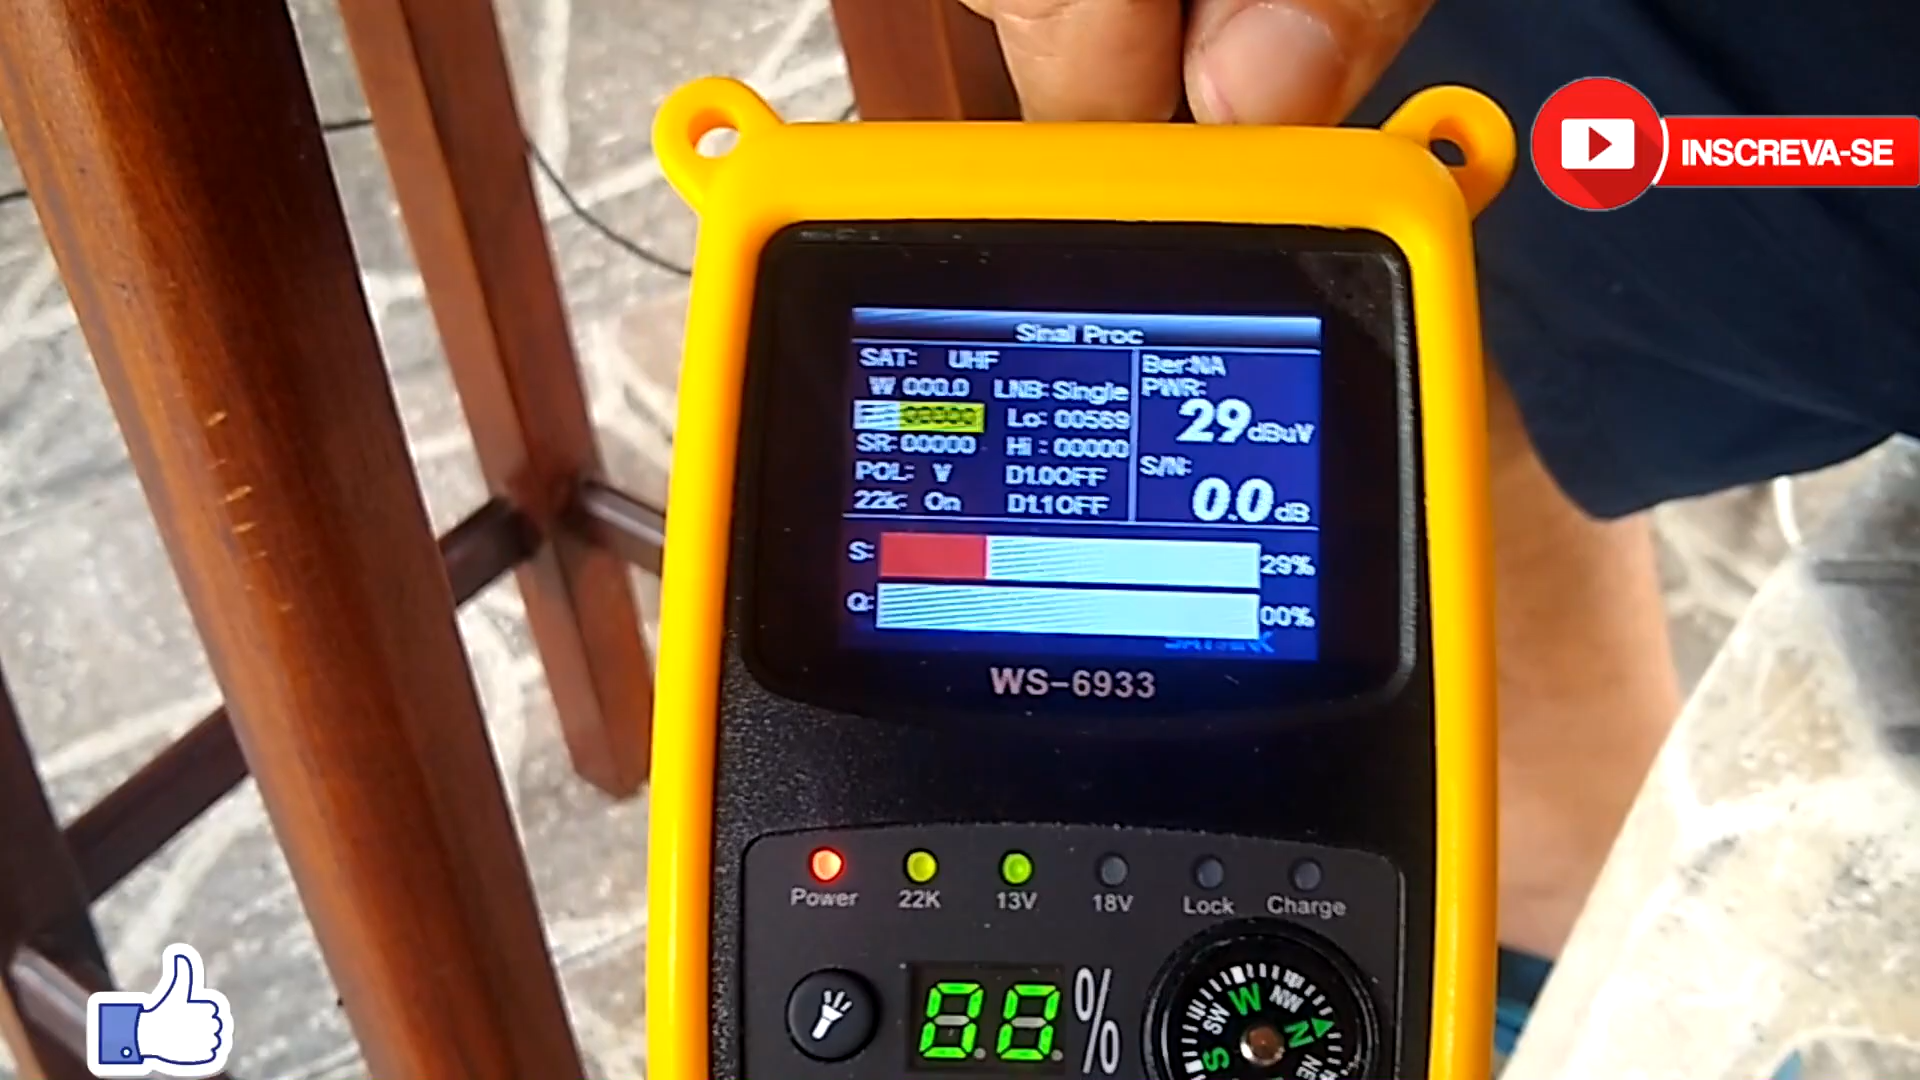 INSCREVA-SE
Sinal Proc
SAT: UHF
W 000.0 LNB: Single
Lo: 00569
SR: 00000 Hi : 00000
POL: V D1.0OFF
22k: On D1.1OFF
Ber:NA
PWR:
29dBuV
S/N:
0.0dB
S: 29%
Q: 00%
WS-6933
Power 22K 13V 18V Lock Charge
00%
SW W NW N NE S